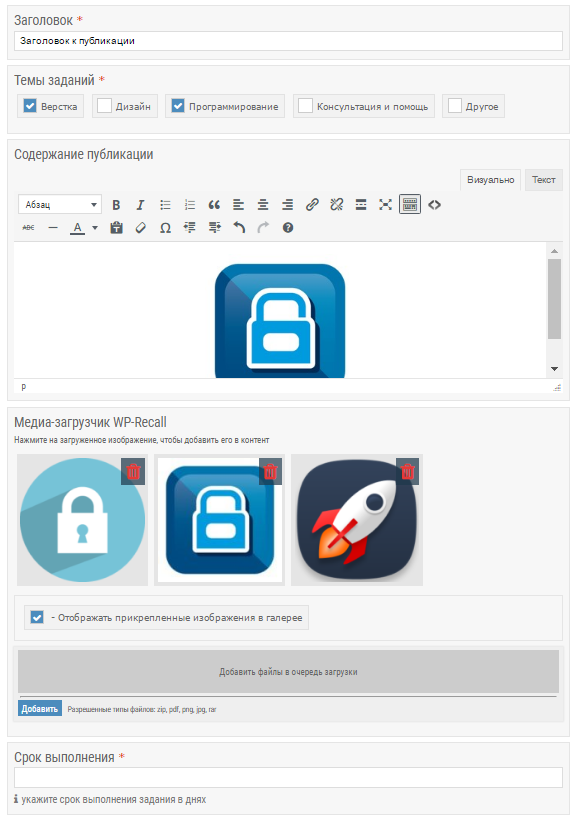 Заголовок *
Заголовок к публикации
Темы заданий *
Верстка Дизайн Программирование Консультация и помощь Другое
Содержание публикации
Визуально Текст
Абзац B I
ABC A Ω
p
Медиа-загрузчик WP-Recall
Нажмите на загруженное изображение, чтобы добавить его в контент
- Отображать прикрепленные изображения в галерее
Добавить файлы в очередь загрузки
Добавить Разрешенные типы файлов: zip, pdf, png, jpg, rar
Срок выполнения *
укажите срок выполнения задания в днях